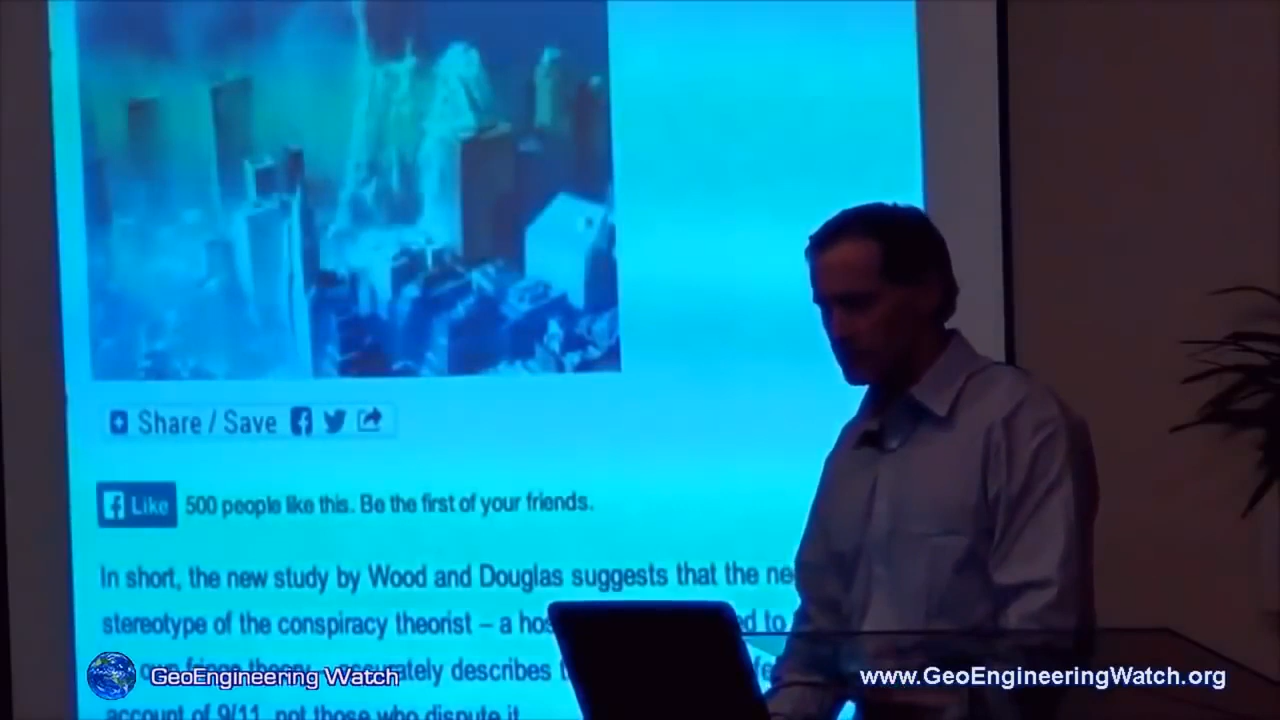 Share / Save
Like 500 people like this. Be the first of your friends.
In short, the new study by Wood and Douglas suggests that the
stereotype of the conspiracy theorist – a
accurately describes
GeoEngineering Watch
www.GeoEngineeringWatch.org
account of 9/11, not those who dispute it.